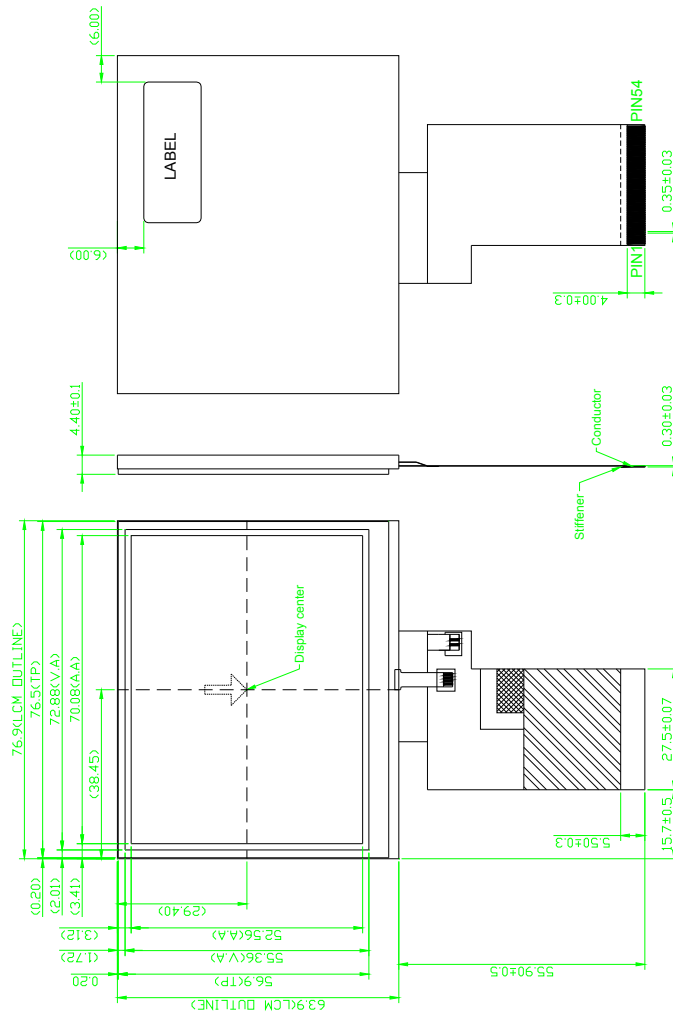 (6.00)
LABEL
(6.00)
PIN54
0.35±0.03
PIN1
4.00±0.3
4.40±0.1
Conductor
Stiffener
0.30±0.03
76.9(LCM OUTLINE)
76.5(TP)
72.88(V.A)
70.08(A.A)
(38.45)
Display center
27.5±0.07
15.7±0.5
5.50±0.3
(0.20)
(2.01)
(3.41)
(29.40)
(3.12)
52.56(A.A)
(1.72)
55.36(V.A)
0.20
56.9(TP)
63.9(LCM OUTLINE)
55.90±0.5